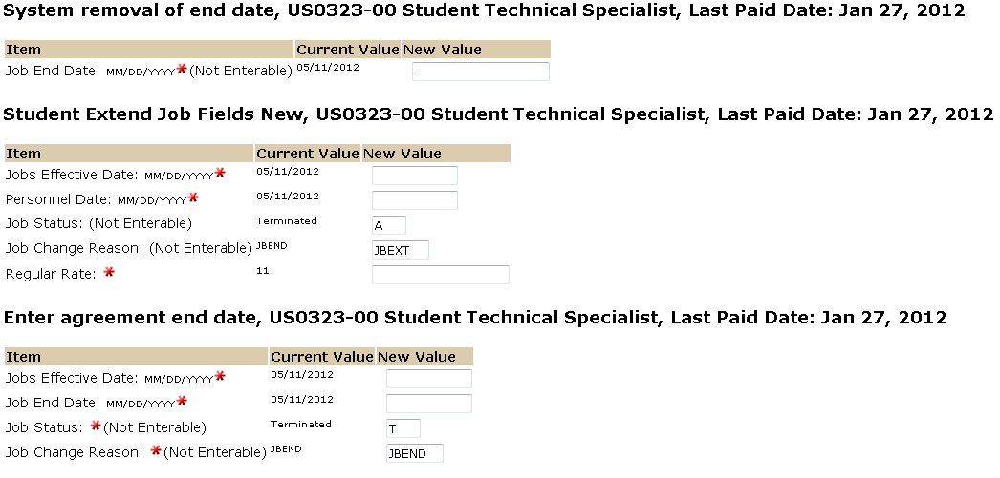 System removal of end date, US0323-00 Student Technical Specialist, Last Paid Date: Jan 27, 2012
Item Current Value New Value
Job End Date: MM/DD/YYYY*(Not Enterable) 05/11/2012 -
Student Extend Job Fields New, US0323-00 Student Technical Specialist, Last Paid Date: Jan 27, 2012
Item Current Value New Value
Jobs Effective Date: MM/DD/YYYY* 05/11/2012
Personnel Date: MM/DD/YYYY* 05/11/2012
Job Status: (Not Enterable) Terminated A
Job Change Reason: (Not Enterable) JBEND JBEXT
Regular Rate: * 11
Enter agreement end date, US0323-00 Student Technical Specialist, Last Paid Date: Jan 27, 2012
Item Current Value New Value
Jobs Effective Date: MM/DD/YYYY* 05/11/2012
Job End Date: MM/DD/YYYY* 05/11/2012
Job Status: *(Not Enterable) Terminated T
Job Change Reason: *(Not Enterable) JBEND JBEND